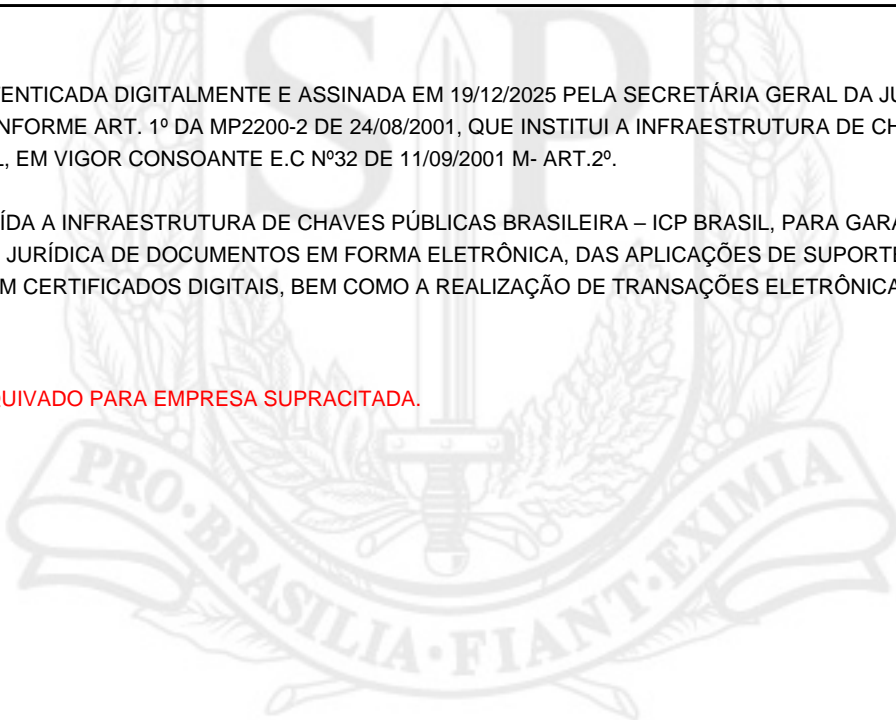 ENTICADA DIGITALMENTE E ASSINADA EM 19/12/2025 PELA SECRETÁRIA GERAL DA JU
NFORME ART. 1º DA MP2200-2 DE 24/08/2001, QUE INSTITUI A INFRAESTRUTURA DE CH
L, EM VIGOR CONSOANTE E.C Nº32 DE 11/09/2001 M- ART.2º.
ÍDA A INFRAESTRUTURA DE CHAVES PÚBLICAS BRASILEIRA – ICP BRASIL, PARA GARA
JURÍDICA DE DOCUMENTOS EM FORMA ELETRÔNICA, DAS APLICAÇÕES DE SUPORTE
M CERTIFICADOS DIGITAIS, BEM COMO A REALIZAÇÃO DE TRANSAÇÕES ELETRÔNICA
QUIVADO PARA EMPRESA SUPRACITADA.
SP
PRO·BRASILIA·FIANT·EXIMIA